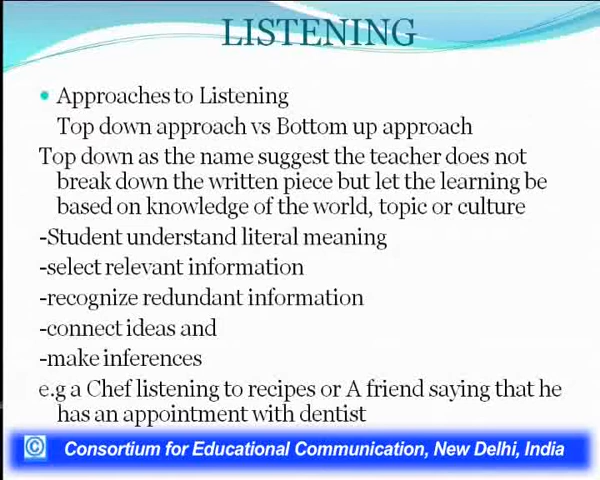 LISTENING
• Approaches to Listening
Top down approach vs Bottom up approach
Top down as the name suggest the teacher does not
break down the written piece but let the learning be
based on knowledge of the world, topic or culture
-Student understand literal meaning
-select relevant information
-recognize redundant information
-connect ideas and
-make inferences
e.g a Chef listening to recipes or A friend saying that he
has an appointment with dentist
© Consortium for Educational Communication, New Delhi, India